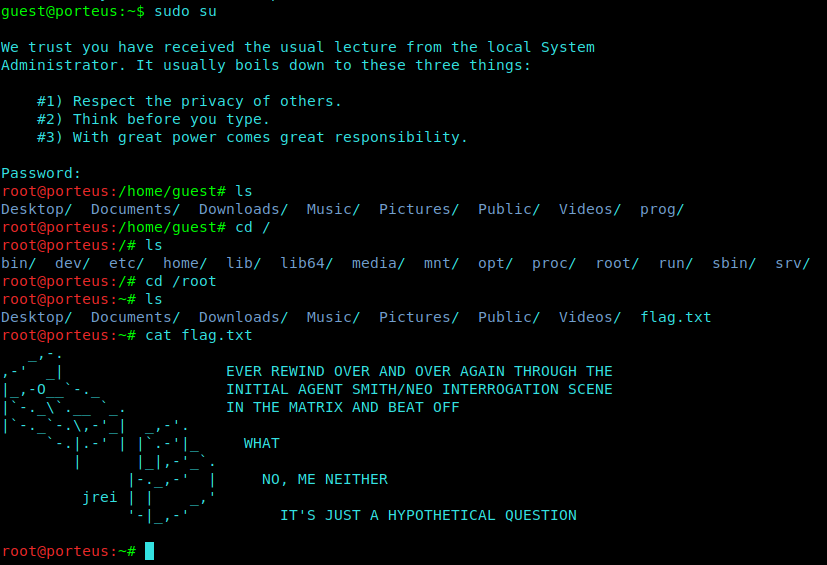 guest@porteus:~$ sudo su
We trust you have received the usual lecture from the local System
Administrator. It usually boils down to these three things:
#1) Respect the privacy of others.
#2) Think before you type.
#3) With great power comes great responsibility.
Password:
root@porteus:/home/guest# ls
Desktop/  Documents/  Downloads/  Music/  Pictures/  Public/  Videos/  prog/
root@porteus:/home/guest# cd /
root@porteus:/# ls
bin/  dev/  etc/  home/  lib/  lib64/  media/  mnt/  opt/  proc/  root/  run/  sbin/  srv/
root@porteus:/# cd /root
root@porteus:~# ls
Desktop/  Documents/  Downloads/  Music/  Pictures/  Public/  Videos/  flag.txt
root@porteus:~# cat flag.txt
EVER REWIND OVER AND OVER AGAIN THROUGH THE
INITIAL AGENT SMITH/NEO INTERROGATION SCENE
IN THE MATRIX AND BEAT OFF
WHAT
NO, ME NEITHER
jrei
IT'S JUST A HYPOTHETICAL QUESTION
root@porteus:~#